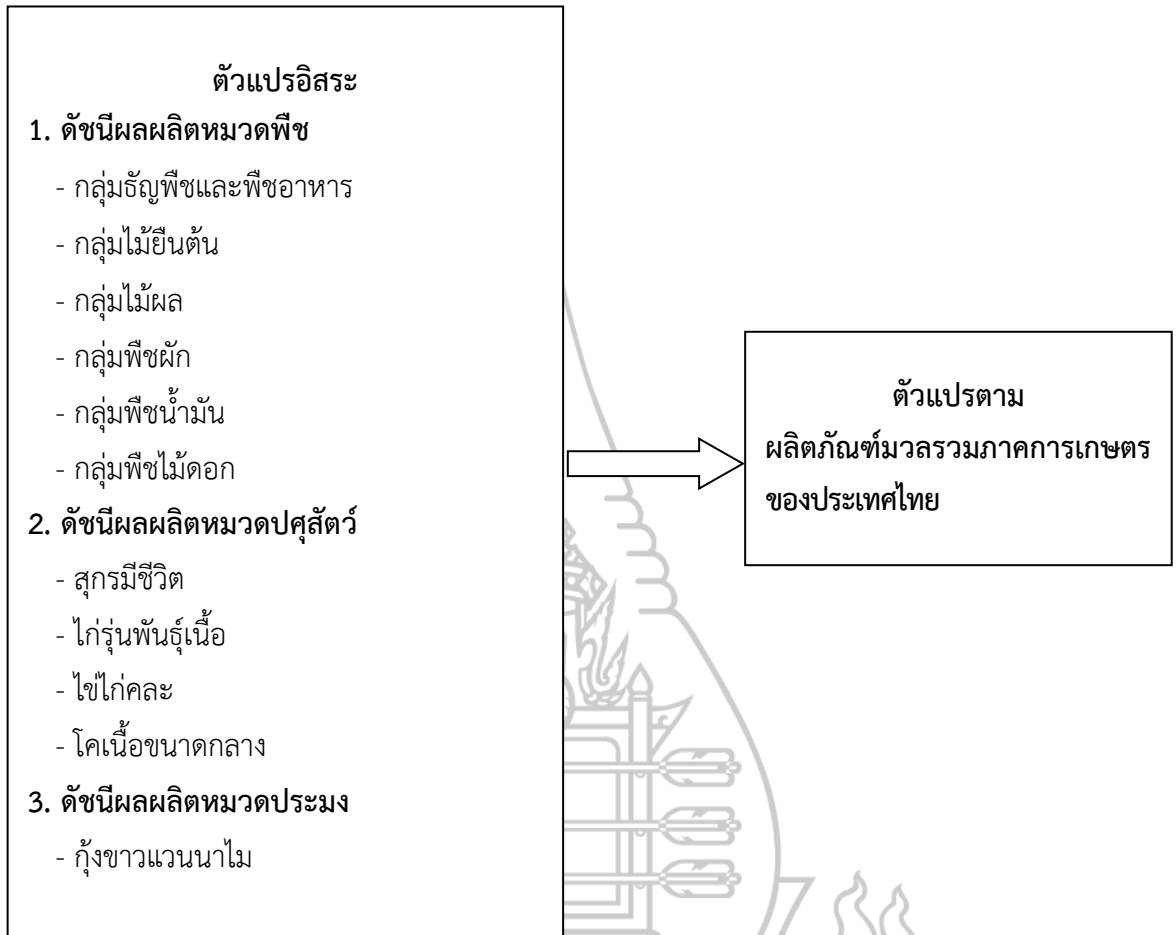 ตัวแปรอิสระ
1. ดัชนีผลผลิตหมวดพืช
- กลุ่มธัญพืชและพืชอาหาร
- กลุ่มไม้ยืนต้น
- กลุ่มไม้ผล
- กลุ่มพืชผัก
- กลุ่มพืชน้ำมัน
- กลุ่มพืชไม้ดอก
2. ดัชนีผลผลิตหมวดปศุสัตว์
- สุกรมีชีวิต
- ไก่รุ่นพันธุ์เนื้อ
- ไข่ไก่คละ
- โคเนื้อขนาดกลาง
3. ดัชนีผลผลิตหมวดประมง
- กุ้งขาวแวนนาไม
ตัวแปรตาม
ผลิตภัณฑ์มวลรวมภาคการเกษตร
ของประเทศไทย